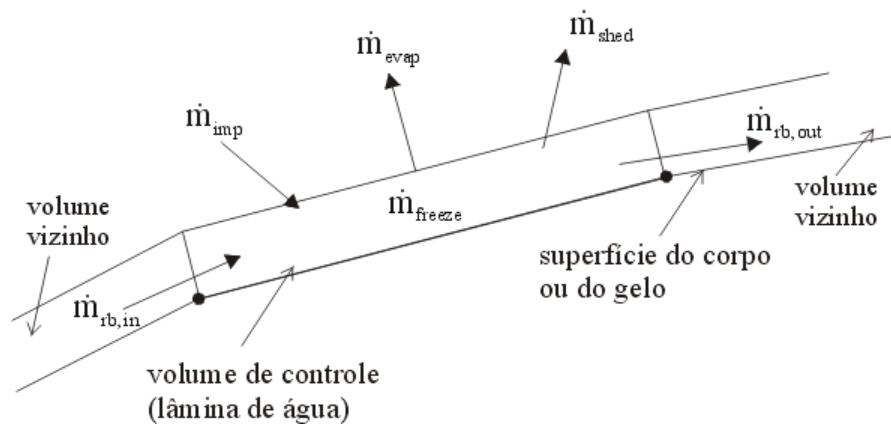 ṁshed
ṁevap
ṁimp
ṁrb,out
ṁfreeze
volume
vizinho
volume
vizinho
superfície do corpo
ou do gelo
ṁrb,in
volume de controle
(lâmina de água)